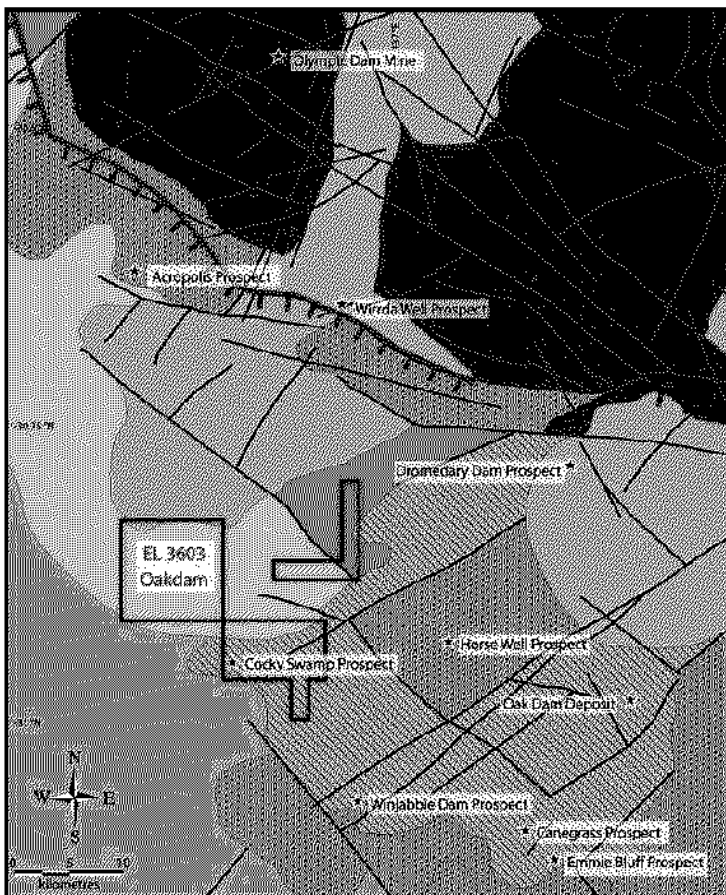 Olympic Dam Mine
Acropolis Prospect
Wirrda Well Prospect
Dromedary Dam Prospect
EL 3603
Oakdam
Horse Well Prospect
Cocky Swamp Prospect
Oak Dam Deposit
N
W E
S
Winjabbie Dam Prospect
Canegrass Prospect
Emmie Bluff Prospect
0 5 10
kilometres